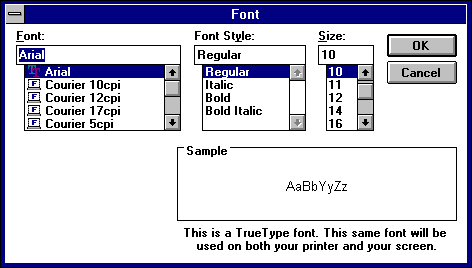 Font
Font:
Font Style:
Size:
Arial
Regular
10
OK
Cancel
Arial
Courier 10cpi
Courier 12cpi
Courier 17cpi
Courier 5cpi
Regular
Italic
Bold
Bold Italic
10
11
12
14
16
Sample
AaBbYyZz
This is a TrueType font. This same font will be
used on both your printer and your screen.